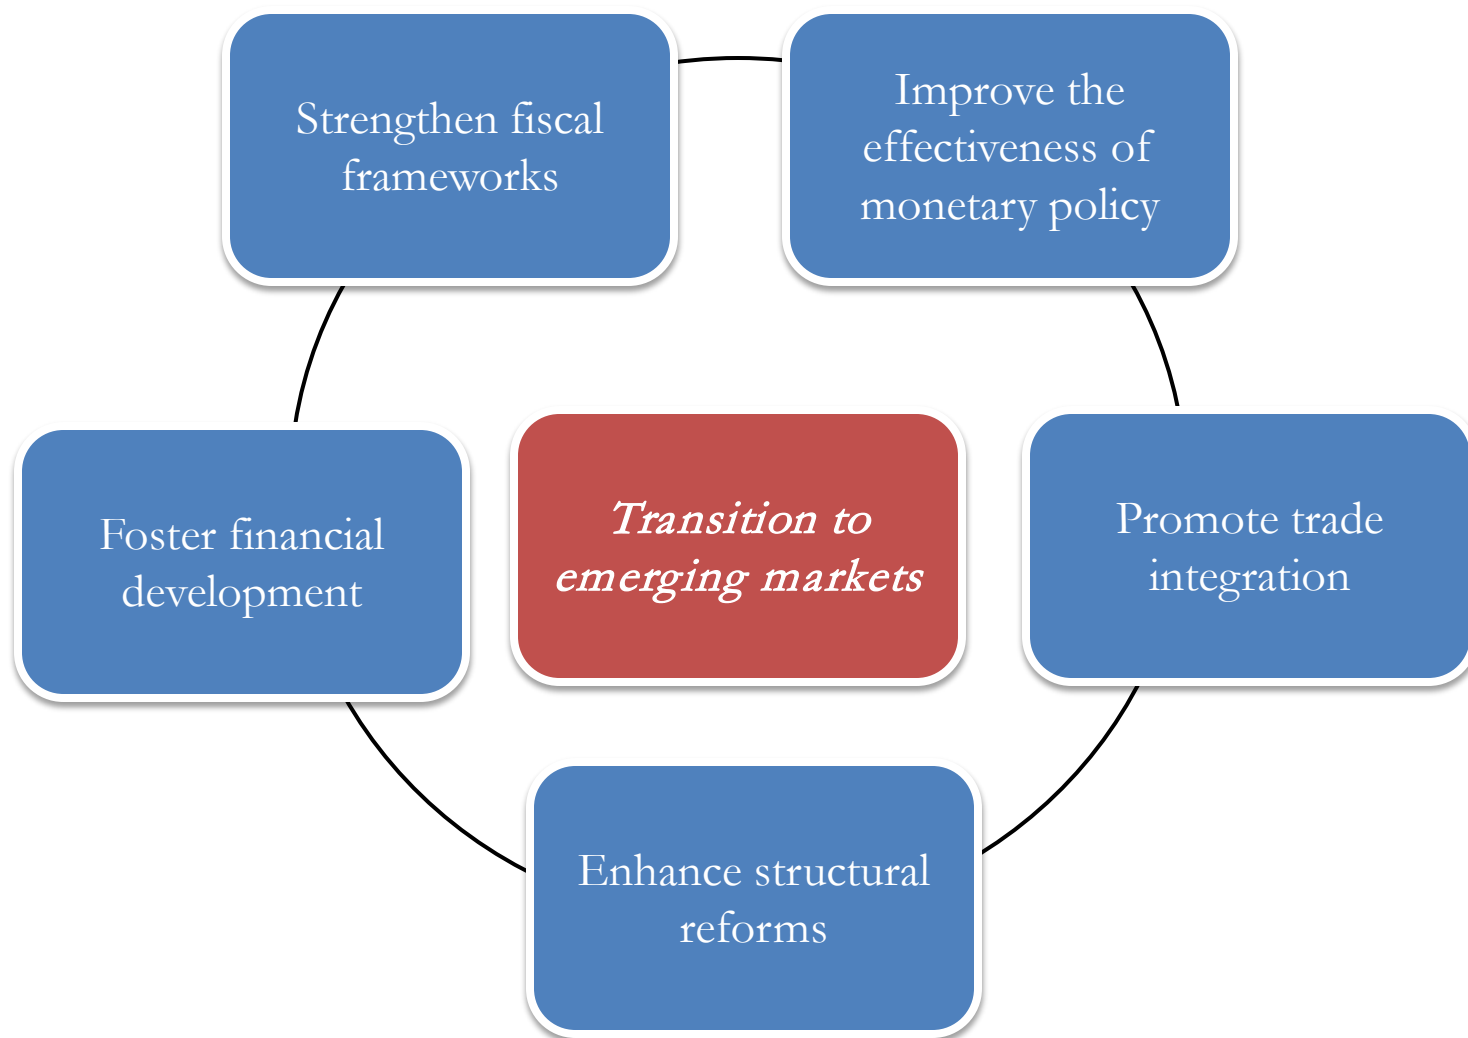 Strengthen fiscal
frameworks
Improve the
effectiveness of
monetary policy
Foster financial
development
Transition to
emerging markets
Promote trade
integration
Enhance structural
reforms